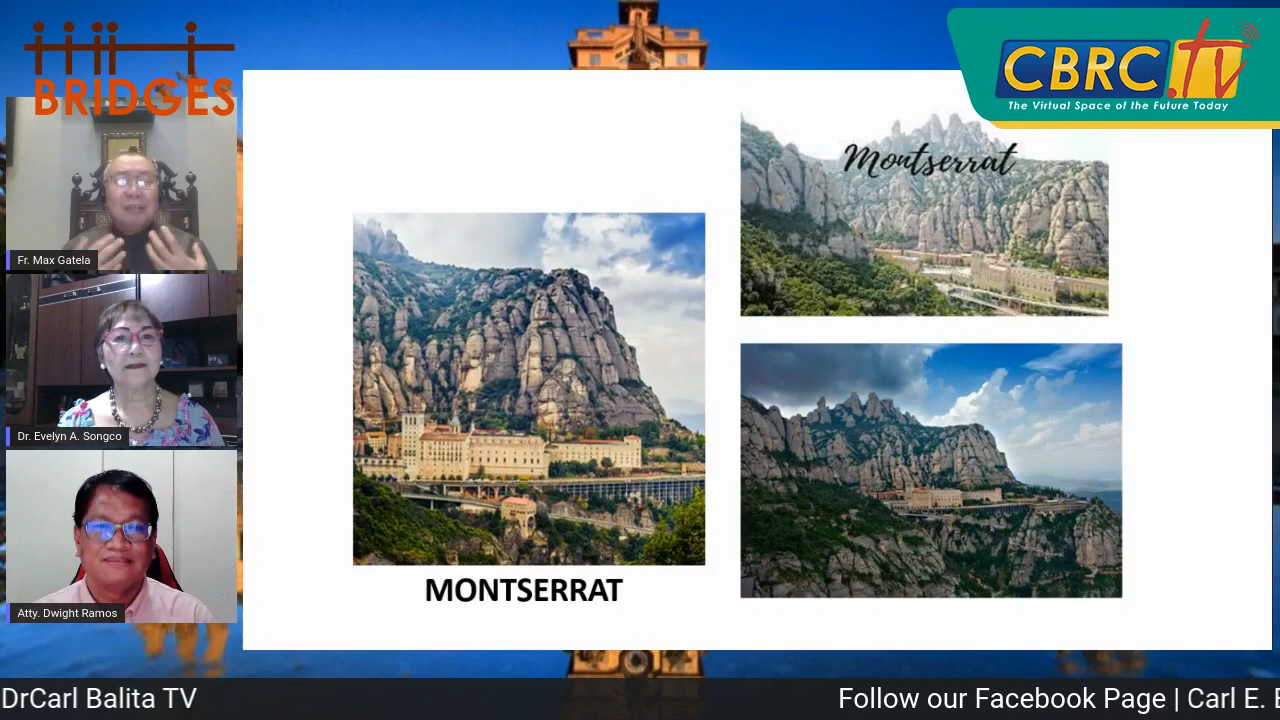 BRIDGES
CBRC.tv
The Virtual Space of the Future Today
Fr. Max Gatela
Dr. Evelyn A. Songco
Atty. Dwight Ramos
Montserrat
MONTSERRAT
DrCarl Balita TV
Follow our Facebook Page | Carl E.